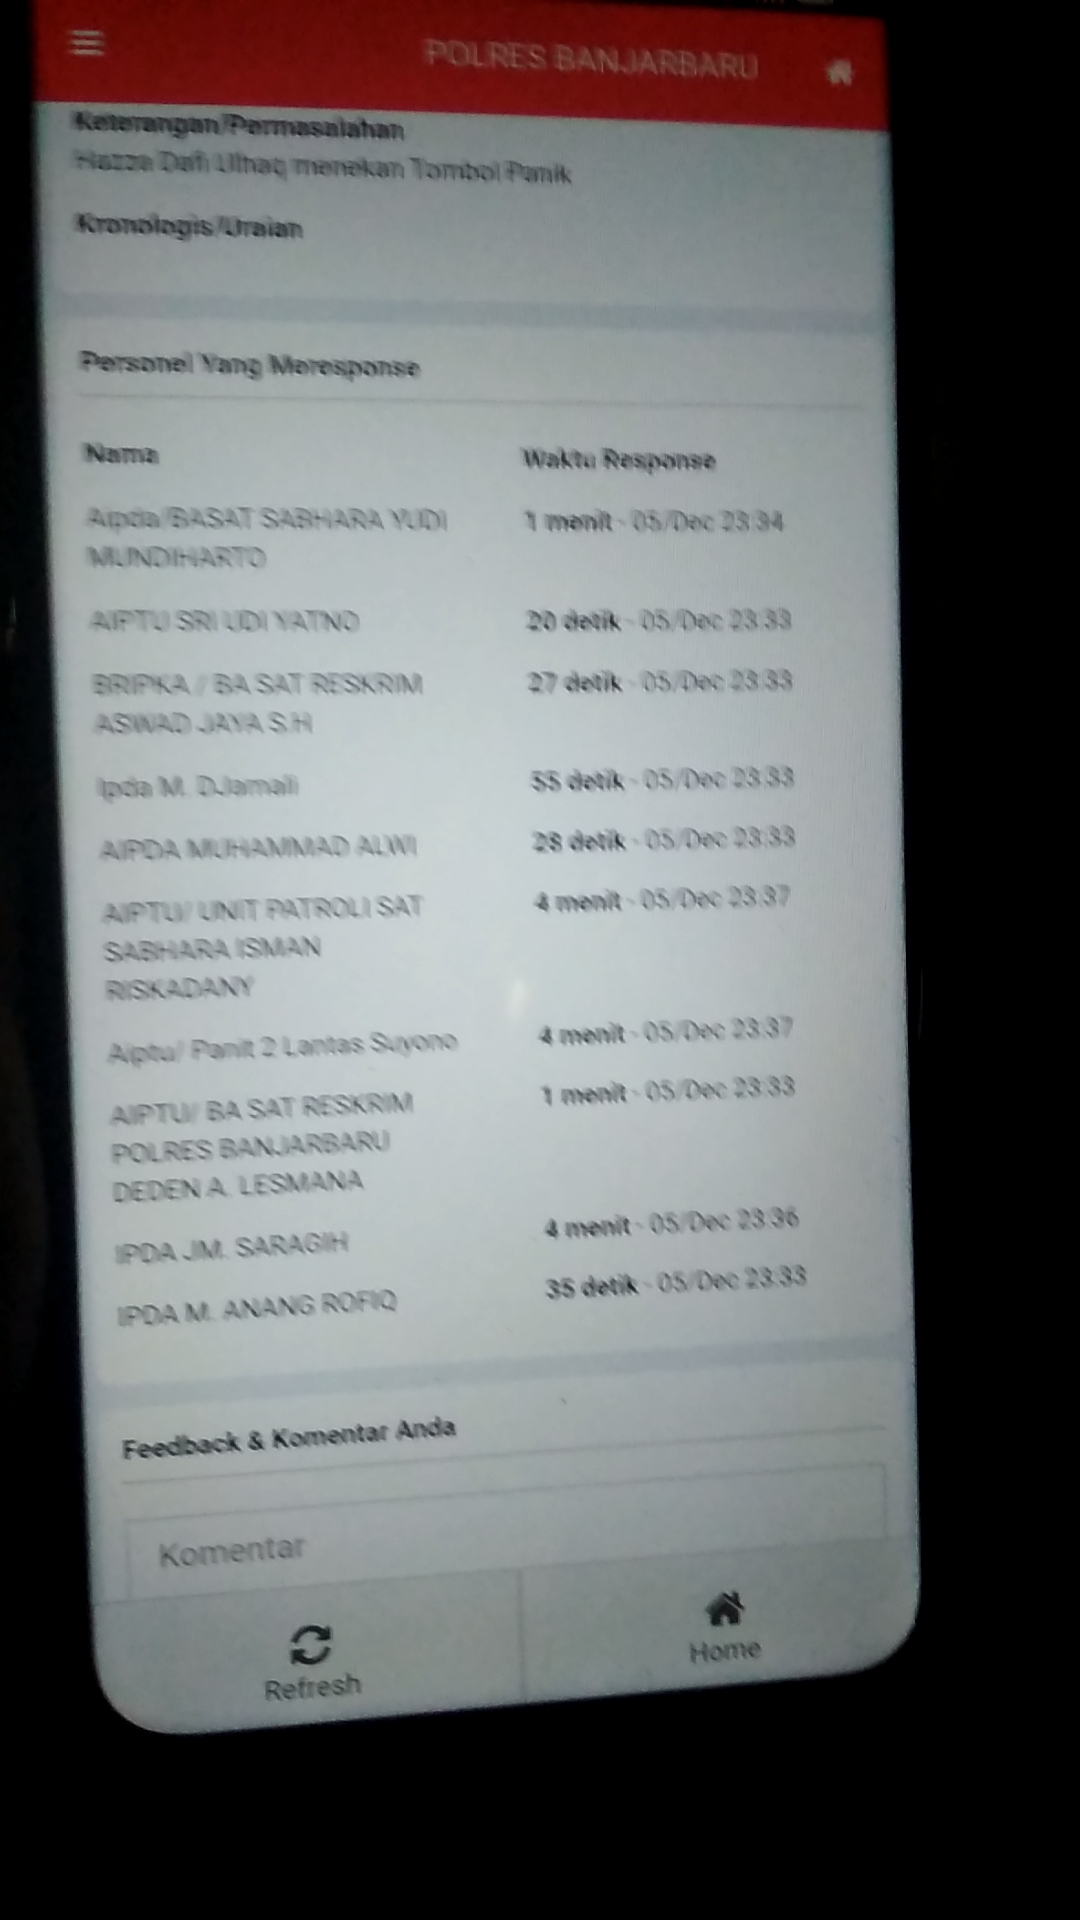 POLRES BANJARBARU
Keterangan/Permasalahan
Hazza Dafi Ulhaq menekan Tombol Panik
Kronologis/Uraian
Personel Yang Meresponse
Nama Waktu Response
Aipda/BASAT SABHARA YUDI 1 menit - 05/Dec 23:34
MUNDIHARTO
AIPTU SRI UDI YATNO 20 detik - 05/Dec 23:33
BRIPKA / BA SAT RESKRIM 27 detik - 05/Dec 23:33
ASWAD JAYA S.H
Ipda M. DJamali 55 detik - 05/Dec 23:33
AIPDA MUHAMMAD ALWI 28 detik - 05/Dec 23:33
AIPTU/ UNIT PATROLI SAT 4 menit - 05/Dec 23:37
SABHARA ISMAN
RISKADANY
Aiptu/ Panit 2 Lantas Suyono 4 menit - 05/Dec 23:37
AIPTU/ BA SAT RESKRIM 1 menit - 05/Dec 23:33
POLRES BANJARBARU
DEDEN A. LESMANA
IPDA JM. SARAGIH 4 menit - 05/Dec 23:36
IPDA M. ANANG ROFIQ 35 detik - 05/Dec 23:33
Feedback & Komentar Anda
Komentar
Refresh Home